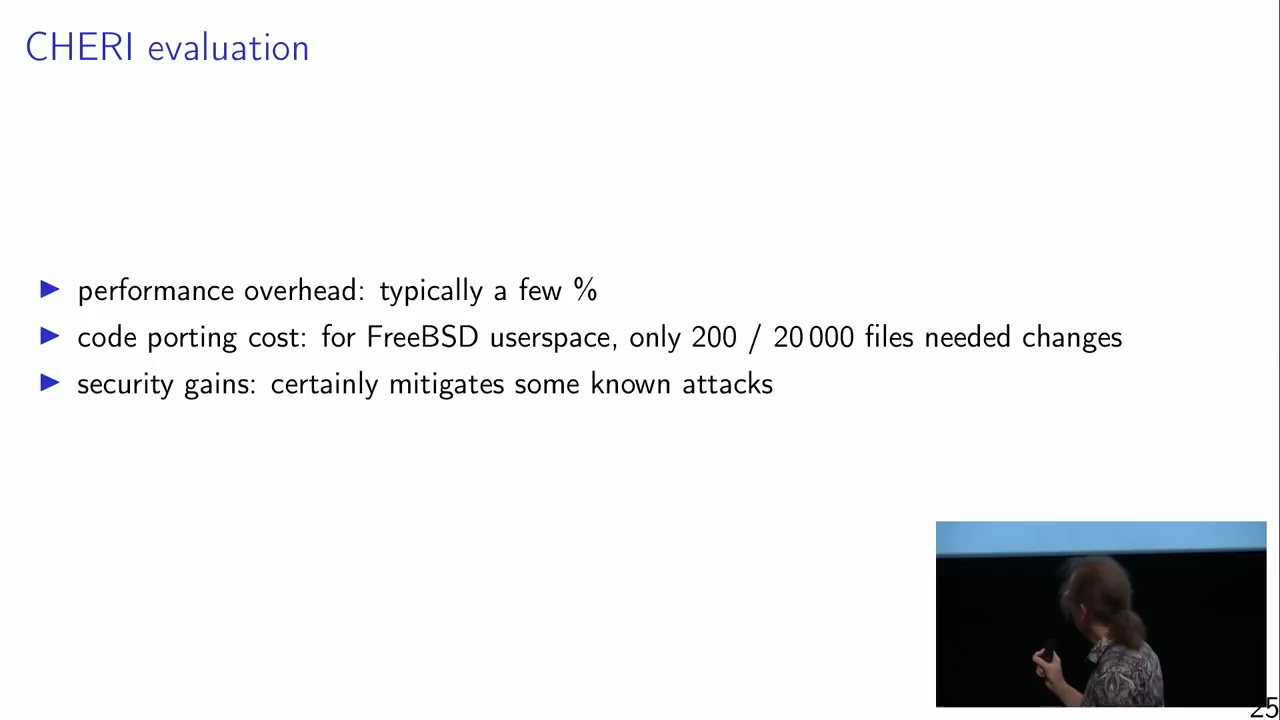 CHERI evaluation
▶ performance overhead: typically a few %
▶ code porting cost: for FreeBSD userspace, only 200 / 20 000 files needed changes
▶ security gains: certainly mitigates some known attacks
25